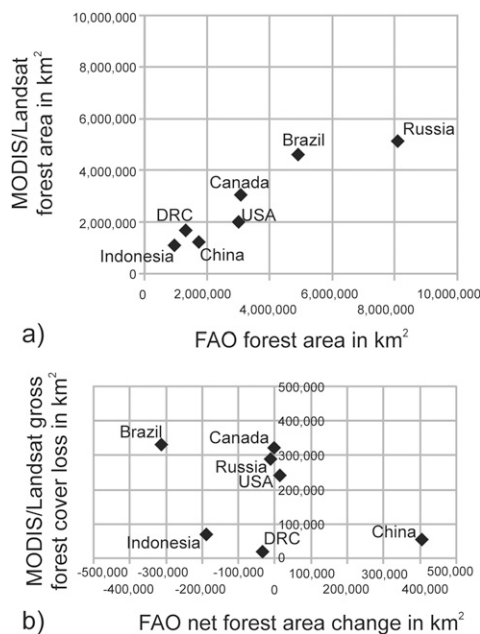 10,000,000
8,000,000
6,000,000
4,000,000
2,000,000
0
MODIS/Landsat
forest area in km²
Russia
Brazil
Canada
DRC
USA
Indonesia
China
0
2,000,000
4,000,000
6,000,000
8,000,000
10,000,000
a)
FAO forest area in km²
500,000
400,000
300,000
200,000
100,000
0
MODIS/Landsat gross
forest cover loss in km²
Brazil
Canada
Russia
USA
Indonesia
DRC
China
-500,000
-400,000
-300,000
-200,000
-100,000
0
100,000
200,000
300,000
400,000
500,000
b)
FAO net forest area change in km²